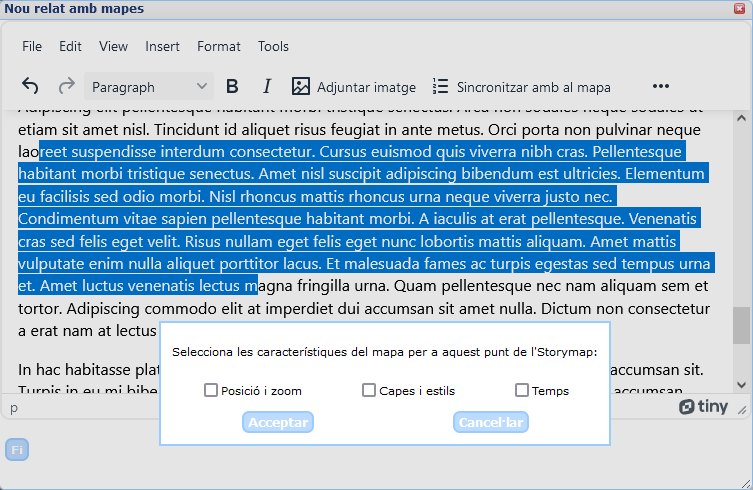 Nou relat amb mapes
File Edit View Insert Format Tools
Paragraph B I Adjuntar imatge Sincronitzar amb al mapa
Adipiscing elit pellentesque habitant morbi tristique senectus. Arcu non sodales neque sodales ut
etiam sit amet nisl. Tincidunt id aliquet risus feugiat in ante metus. Orci porta non pulvinar neque
laoreet suspendisse interdum consectetur. Cursus euismod quis viverra nibh cras. Pellentesque
habitant morbi tristique senectus. Amet nisl suscipit adipiscing bibendum est ultricies. Elementum
eu facilisis sed odio morbi. Nisl rhoncus mattis rhoncus urna neque viverra justo nec.
Condimentum vitae sapien pellentesque habitant morbi. A iaculis at erat pellentesque. Venenatis
cras sed felis eget velit. Risus nullam eget felis eget nunc lobortis mattis aliquam. Amet mattis
vulputate enim nulla aliquet porttitor lacus. Et malesuada fames ac turpis egestas sed tempus urna
et. Amet luctus venenatis lectus magna fringilla urna. Quam pellentesque nec nam aliquam sem et
tortor. Adipiscing commodo elit at imperdiet dui accumsan sit amet nulla. Dictum non consectetur
a erat nam at lectus
In hac habitasse plat accumsan sit.
Turpis in eu mi bibe accumsan
Selecciona les característiques del mapa per a aquest punt de l'Storymap:
Posició i zoom Capes i estils Temps
Acceptar Cancel·lar
p tiny
Fi